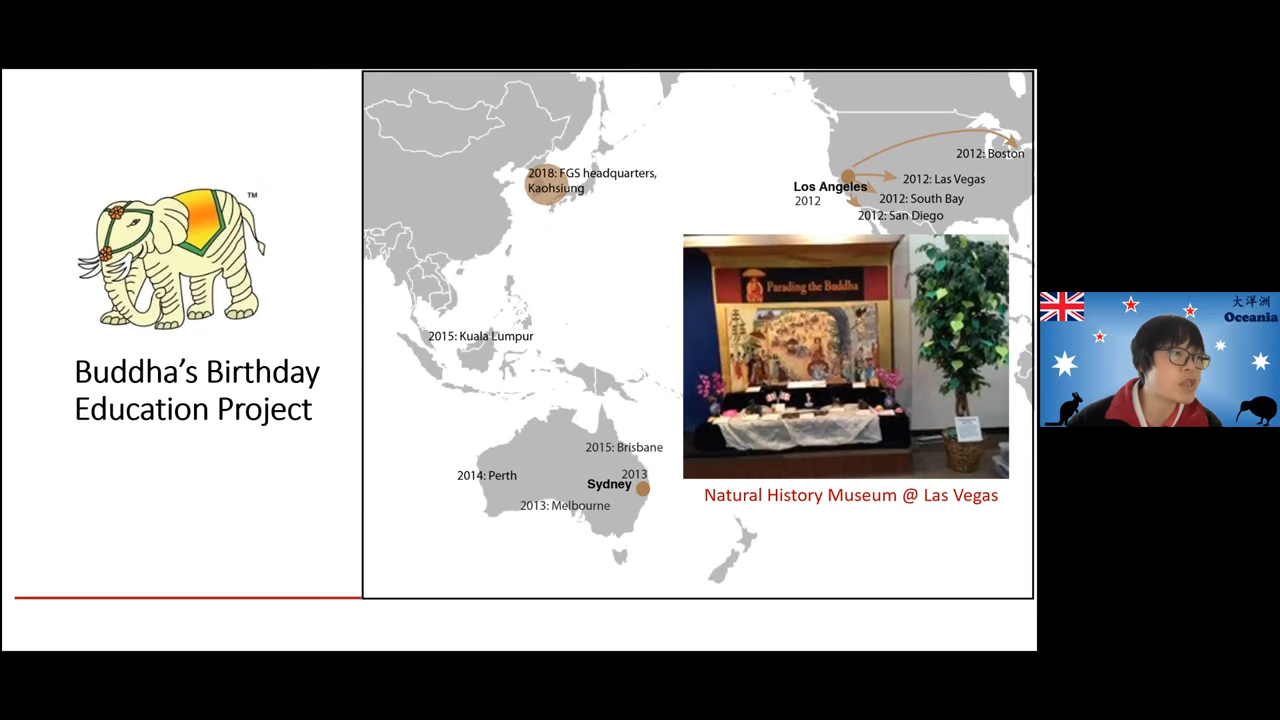 Buddha's Birthday
Education Project
TM
2018: FGS headquarters,
Kaohsiung
2012: Boston
2012: Las Vegas
Los Angeles
2012
2012: South Bay
2012: San Diego
Parading the Buddha
2015: Kuala Lumpur
2015: Brisbane
2014: Perth
2013
Sydney
2013: Melbourne
Natural History Museum @ Las Vegas
大洋洲
Oceania